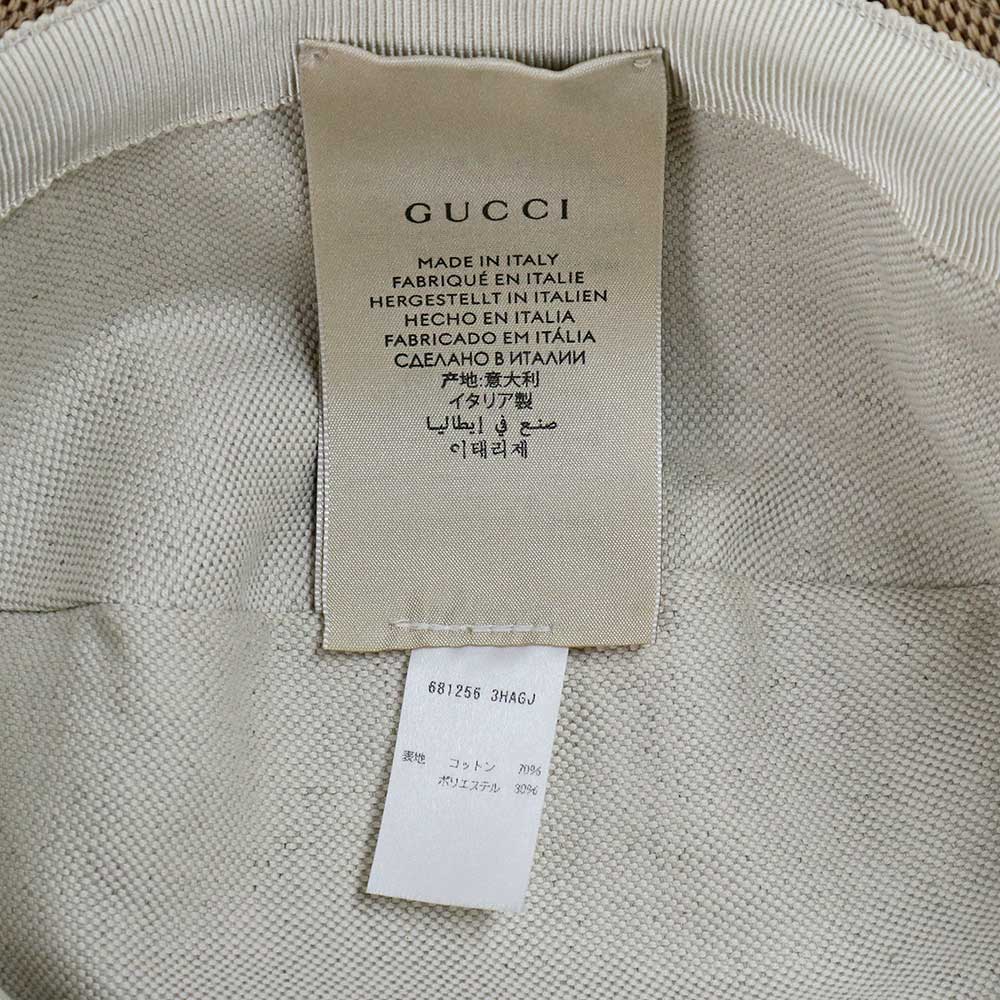 GUCCI
MADE IN ITALY
FABRIQUÉ EN ITALIE
HERGESTELLT IN ITALIEN
HECHO EN ITALIA
FABRICADO EM ITÁLIA
СДЕЛАНО В ИТАЛИИ
产地:意大利
イタリア製
صنع في إيطاليا
이태리제
681256 3HAGJ
表地 コットン 70%
ポリエステル 30%